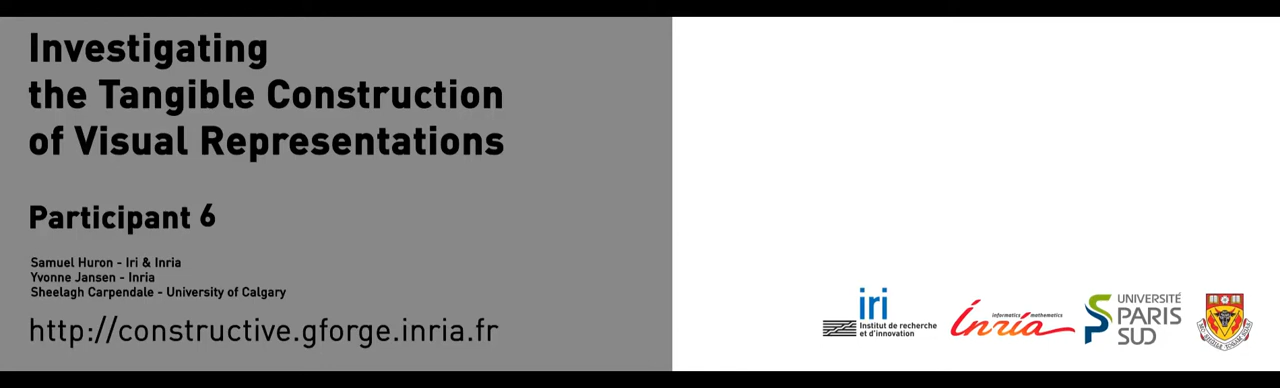 Investigating
the Tangible Construction
of Visual Representations
Participant 6
Samuel Huron - Iri & Inria
Yvonne Jansen - Inria
Sheelagh Carpendale - University of Calgary
http://constructive.gforge.inria.fr
iri
Institut de recherche
et d'innovation
informatics mathematics
inria
UNIVERSITÉ
PARIS
SUD